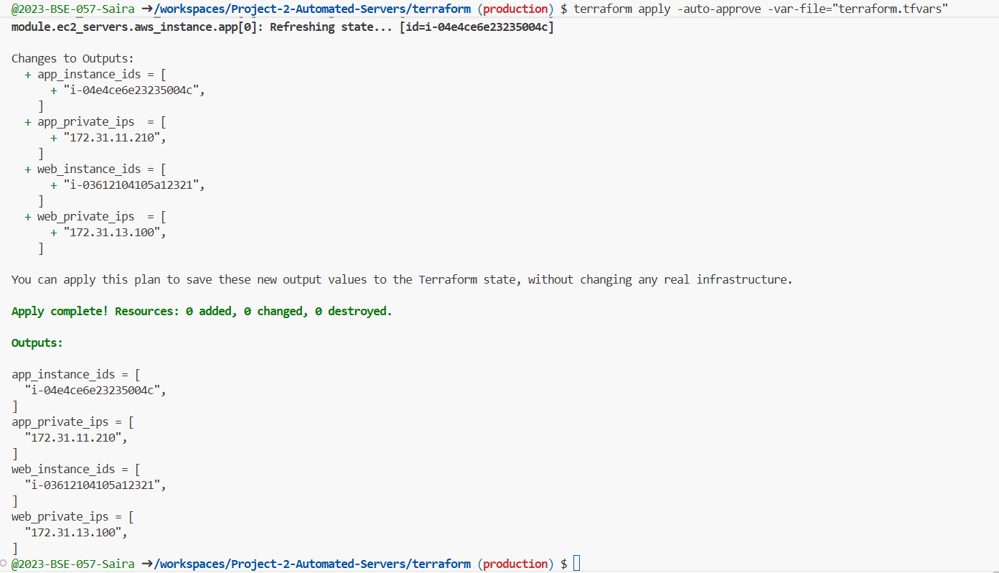 @2023-BSE-057-Saira →/workspaces/Project-2-Automated-Servers/terraform (production) $ terraform apply -auto-approve -var-file="terraform.tfvars"
module.ec2_servers.aws_instance.app[0]: Refreshing state... [id=i-04e4ce6e23235004c]
Changes to Outputs:
  + app_instance_ids = [
      + "i-04e4ce6e23235004c",
    ]
  + app_private_ips  = [
      + "172.31.11.210",
    ]
  + web_instance_ids = [
      + "i-03612104105a12321",
    ]
  + web_private_ips  = [
      + "172.31.13.100",
    ]
You can apply this plan to save these new output values to the Terraform state, without changing any real infrastructure.
Apply complete! Resources: 0 added, 0 changed, 0 destroyed.
Outputs:
app_instance_ids = [
  "i-04e4ce6e23235004c",
]
app_private_ips = [
  "172.31.11.210",
]
web_instance_ids = [
  "i-03612104105a12321",
]
web_private_ips = [
  "172.31.13.100",
]
@2023-BSE-057-Saira →/workspaces/Project-2-Automated-Servers/terraform (production) $